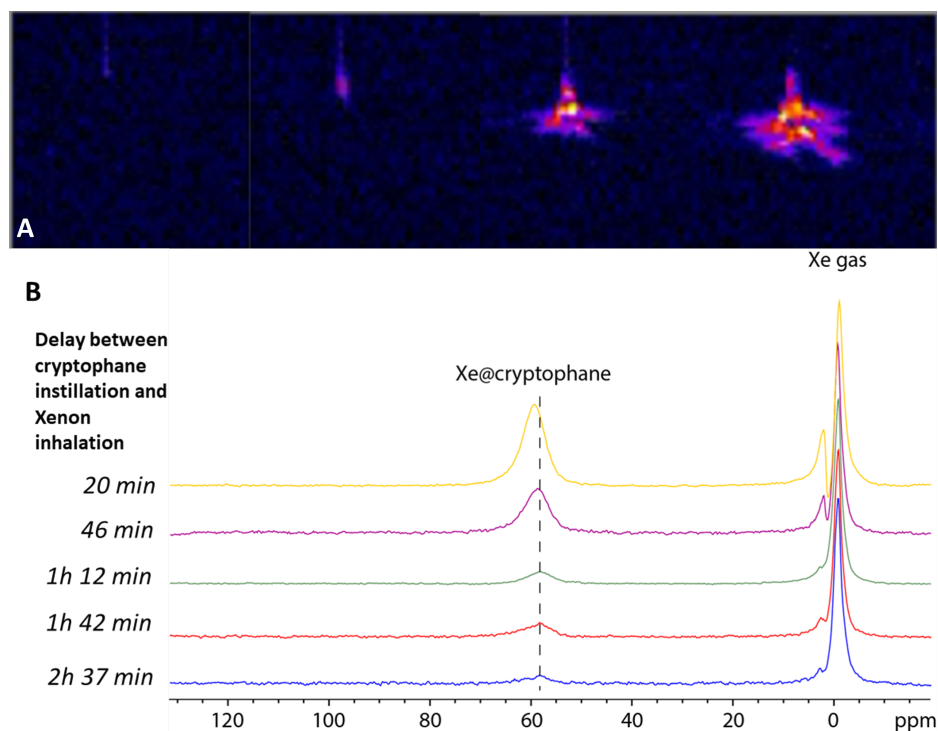 A
Xe gas
B
Delay between
cryptophane
instillation and
Xenon
inhalation
Xe@cryptophane
20 min
46 min
1h 12 min
1h 42 min
2h 37 min
120 100 80 60 40 20 0 ppm